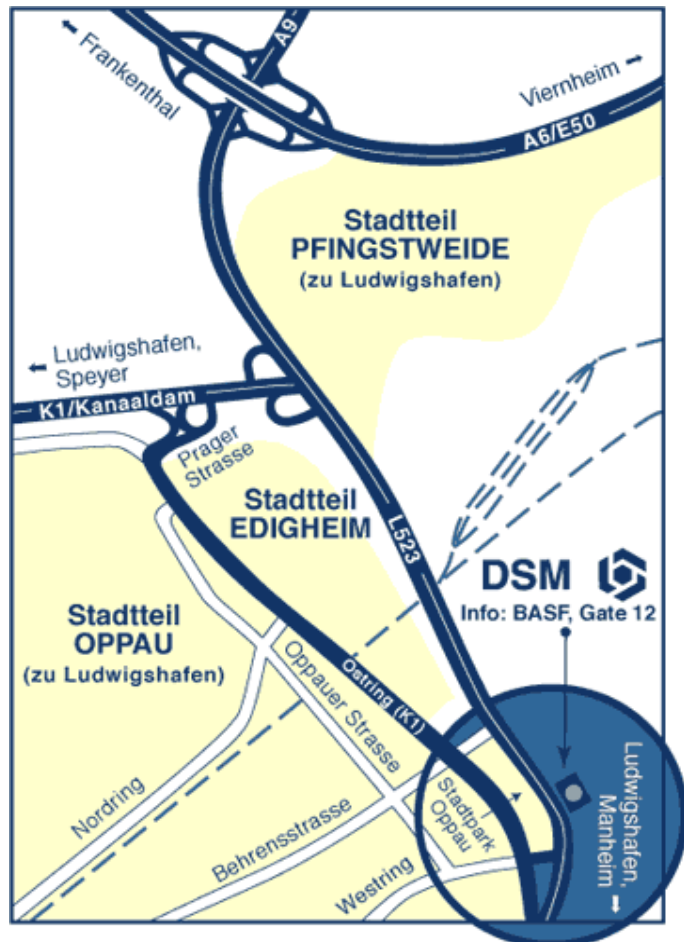 A9
Frankenthal
Viernheim
A6/E50
Stadtteil
PFINGSTWEIDE
(zu Ludwigshafen)
Ludwigshafen,
Speyer
K1/Kanaaldam
Prager
Strasse
Stadtteil
EDIGHEIM
L523
DSM
Info: BASF, Gate 12
Stadtteil
OPPAU
(zu Ludwigshafen)
Oppauer Strasse
Ostring (K1)
Nordring
Behrensstrasse
Stadtpark
Oppau
Westring
Ludwigshafen,
Manheim